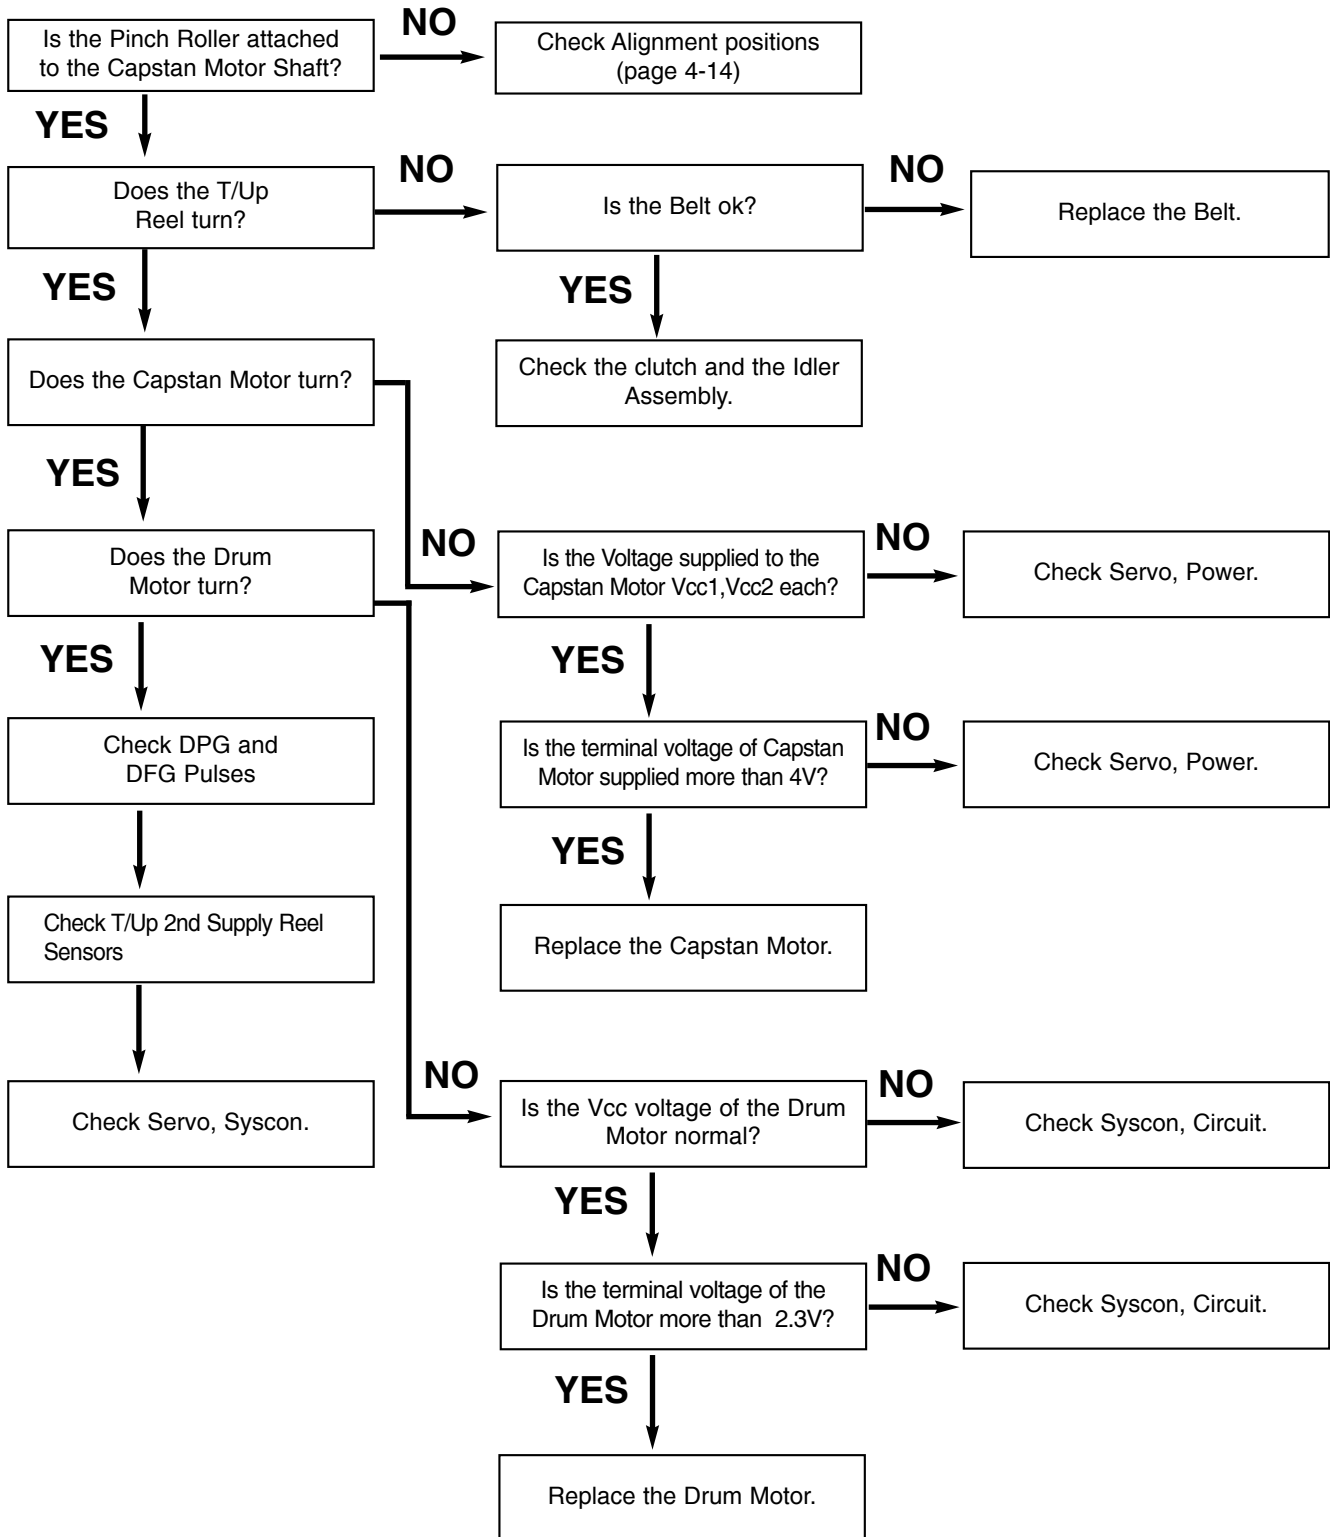 Is the Pinch Roller attached
to the Capstan Motor Shaft?
NO
Check Alignment positions
(page 4-14)
YES
Does the T/Up
Reel turn?
NO
Is the Belt ok?
NO
Replace the Belt.
YES
YES
Does the Capstan Motor turn?
Check the clutch and the Idler
Assembly.
YES
Does the Drum
Motor turn?
NO
Is the Voltage supplied to the
Capstan Motor Vcc1,Vcc2 each?
NO
Check Servo, Power.
YES
YES
Check DPG and
DFG Pulses
Is the terminal voltage of Capstan
Motor supplied more than 4V?
NO
Check Servo, Power.
YES
Check T/Up 2nd Supply Reel
Sensors
Replace the Capstan Motor.
Check Servo, Syscon.
NO
Is the Vcc voltage of the Drum
Motor normal?
NO
Check Syscon, Circuit.
YES
Is the terminal voltage of the
Drum Motor more than 2.3V?
NO
Check Syscon, Circuit.
YES
Replace the Drum Motor.